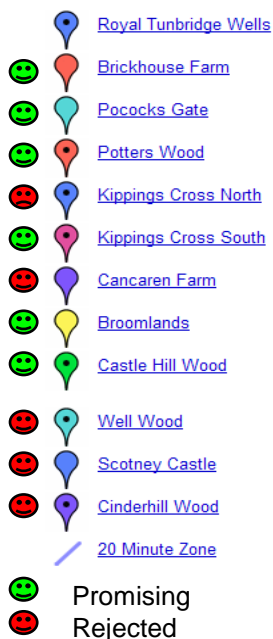 Royal Tunbridge Wells
Brickhouse Farm
Pococks Gate
Potters Wood
Kippings Cross North
Kippings Cross South
Cancaren Farm
Broomlands
Castle Hill Wood
Well Wood
Scotney Castle
Cinderhill Wood
20 Minute Zone
Promising
Rejected